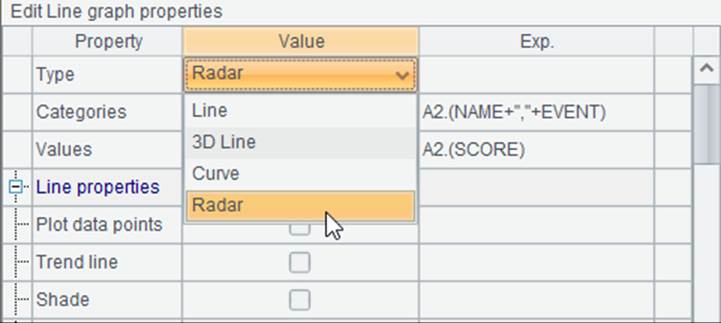 Edit Line graph properties
Property Value Exp.
Type Radar
Line
Categories A2.(NAME+","+EVENT)
3D Line
Values A2.(SCORE)
Curve
Line properties
Radar
Plot data points
Trend line
Shade